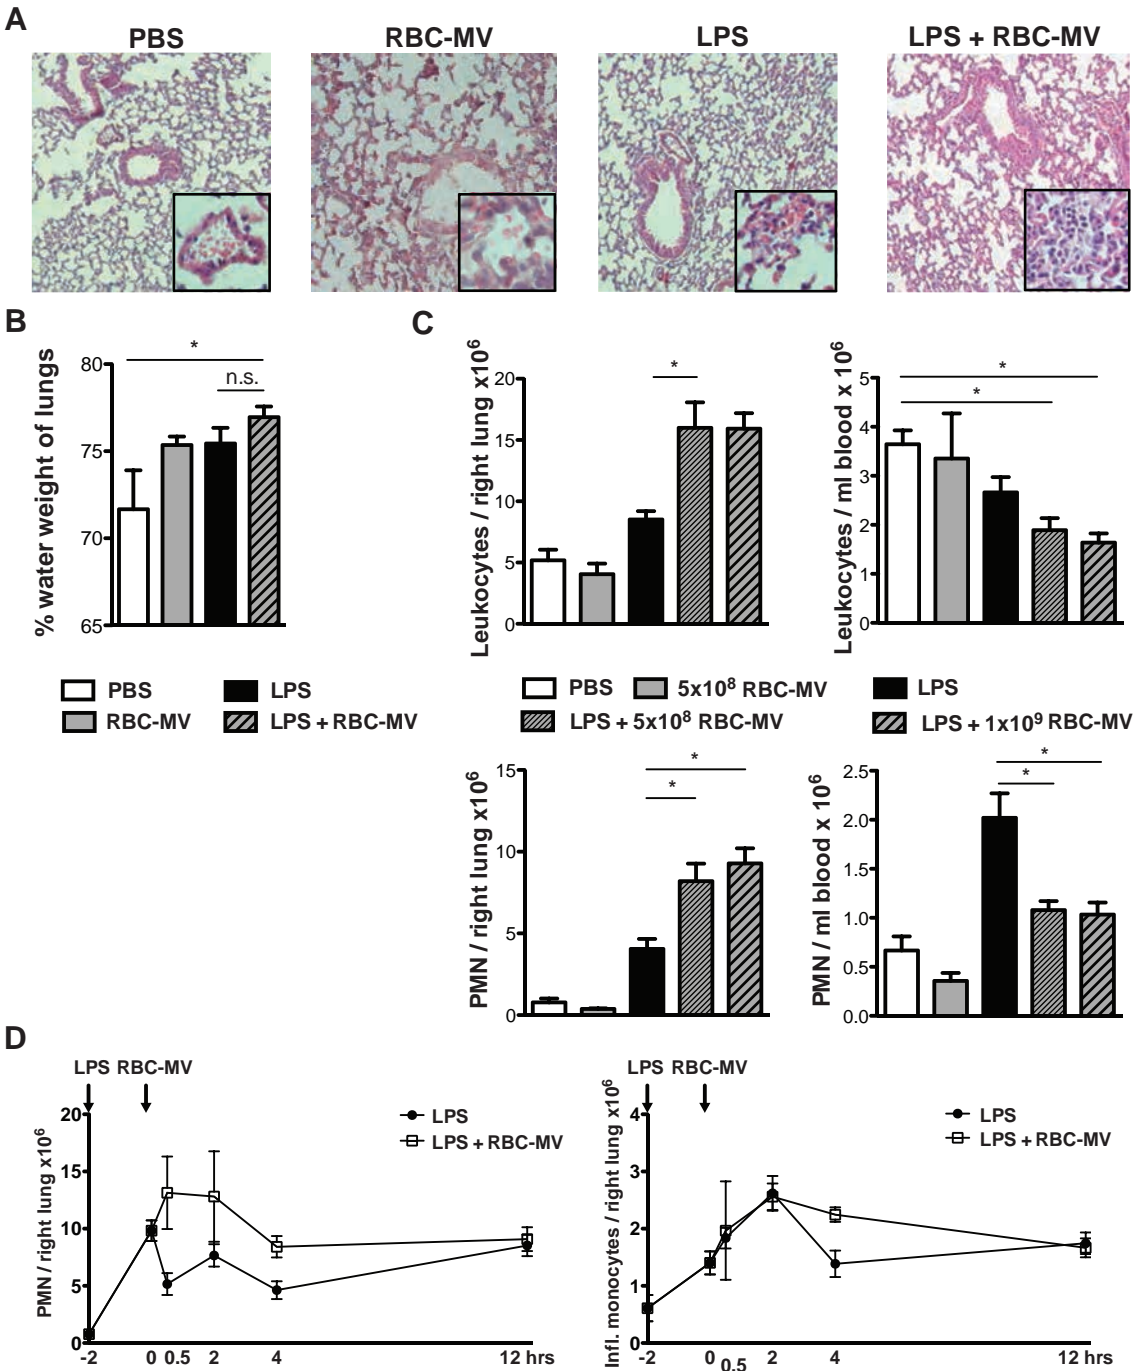 A
PBS
RBC-MV
LPS
LPS + RBC-MV
B
% water weight of lungs
80
75
70
65
*
n.s.
PBS
LPS
RBC-MV
LPS + RBC-MV
C
Leukocytes / right lung x10⁶
20
15
10
5
0
*
Leukocytes / ml blood x 10⁶
5
4
3
2
1
0
*
*
PBS
5x10⁸ RBC-MV
LPS
LPS + 5x10⁸ RBC-MV
LPS + 1x10⁹ RBC-MV
PMN / right lung x10⁶
15
10
5
0
*
*
PMN / ml blood x 10⁶
2.5
2.0
1.5
1.0
0.5
0.0
*
*
D
LPS RBC-MV
PMN / right lung x10⁶
20
15
10
5
0
LPS
LPS + RBC-MV
-2 0 0.5 2 4 12 hrs
LPS RBC-MV
Infl. monocytes / right lung x10⁶
4
3
2
1
0
LPS
LPS + RBC-MV
-2 0 0.5 2 4 12 hrs